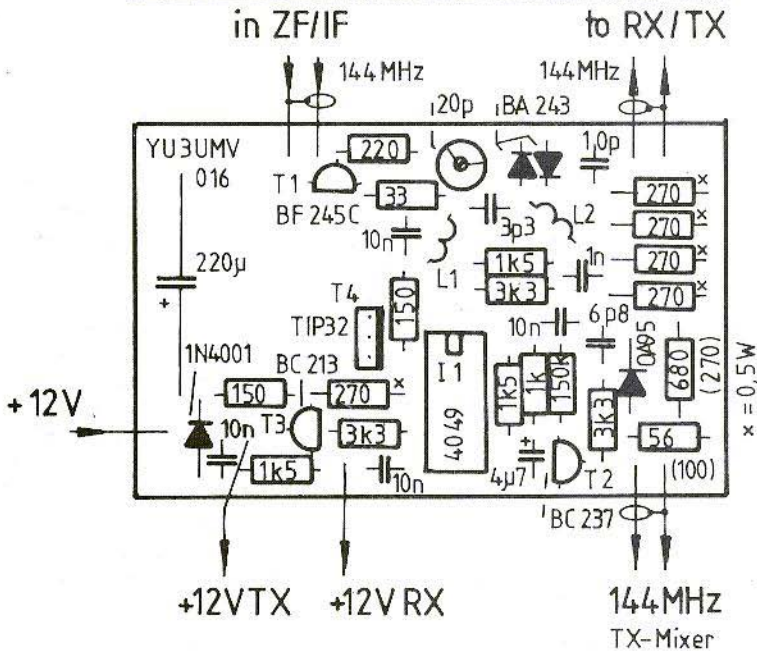 in ZF/IF
to RX/TX
144MHz
144MHz
20p
BA 243
YU3UMV
016
220
1,0p
T1
BF 245C
33
270 x
10n
3p3
L2
270 x
220µ
+
L1
1k5
1n
270 x
3k3
270 x
T4
TIP32
150
10n
6p8
1N4001
BC 213
I 1
4049
1k5
1k
150k
OA95
680
(270)
x = 0,5W
+12V
150
270 x
T3
3k3
3k3
56
(100)
10n
1k5
10n
+
4µ7
T2
BC 237
+12VTX
+12V RX
144MHz
TX-Mixer